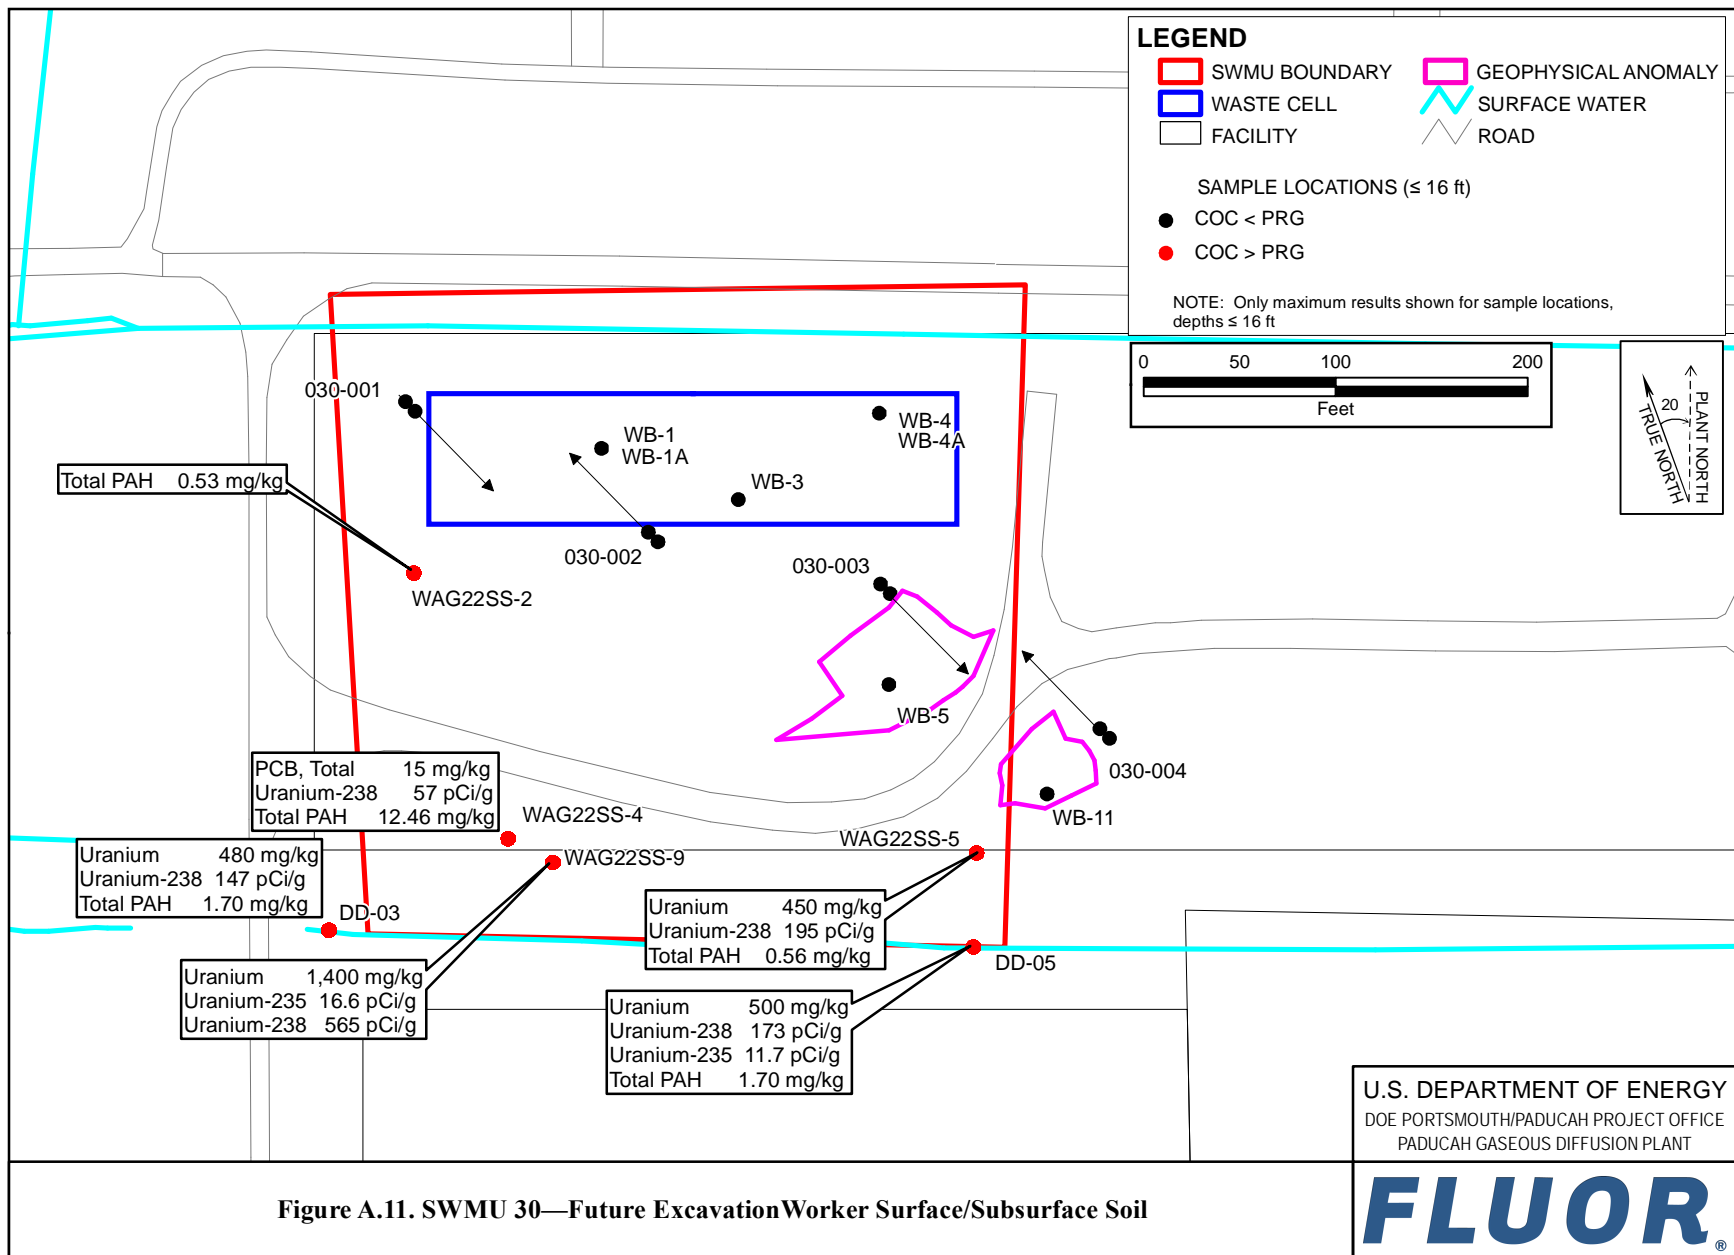 LEGEND
SWMU BOUNDARY
WASTE CELL
FACILITY
GEOPHYSICAL ANOMALY
SURFACE WATER
ROAD
SAMPLE LOCATIONS (≤ 16 ft)
COC < PRG
COC > PRG
NOTE: Only maximum results shown for sample locations,
depths ≤ 16 ft
0 50 100 200
Feet
PLANT NORTH
20
TRUE NORTH
030-001
WB-1
WB-1A
WB-4
WB-4A
WB-3
Total PAH 0.53 mg/kg
030-002
030-003
WAG22SS-2
WB-5
030-004
WB-11
PCB, Total 15 mg/kg
Uranium-238 57 pCi/g
Total PAH 12.46 mg/kg
WAG22SS-4
WAG22SS-5
WAG22SS-9
Uranium 480 mg/kg
Uranium-238 147 pCi/g
Total PAH 1.70 mg/kg
DD-03
Uranium 450 mg/kg
Uranium-238 195 pCi/g
Total PAH 0.56 mg/kg
DD-05
Uranium 1,400 mg/kg
Uranium-235 16.6 pCi/g
Uranium-238 565 pCi/g
Uranium 500 mg/kg
Uranium-238 173 pCi/g
Uranium-235 11.7 pCi/g
Total PAH 1.70 mg/kg
U.S. DEPARTMENT OF ENERGY
DOE PORTSMOUTH/PADUCAH PROJECT OFFICE
PADUCAH GASEOUS DIFFUSION PLANT
Figure A.11. SWMU 30—Future ExcavationWorker Surface/Subsurface Soil
FLUOR®